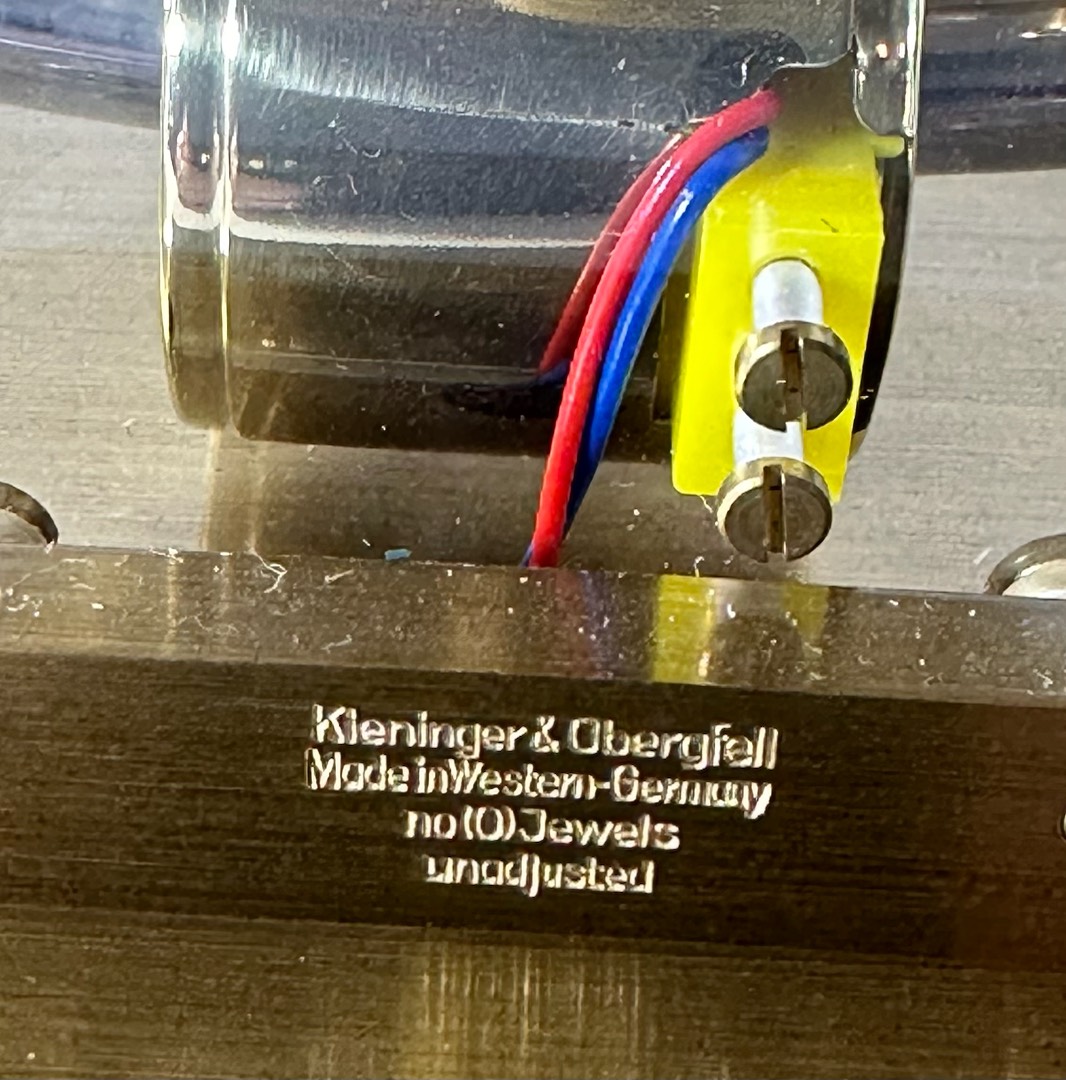 Kieninger & Obergfell
Made in Western-Germany
no (0) Jewels
unadjusted